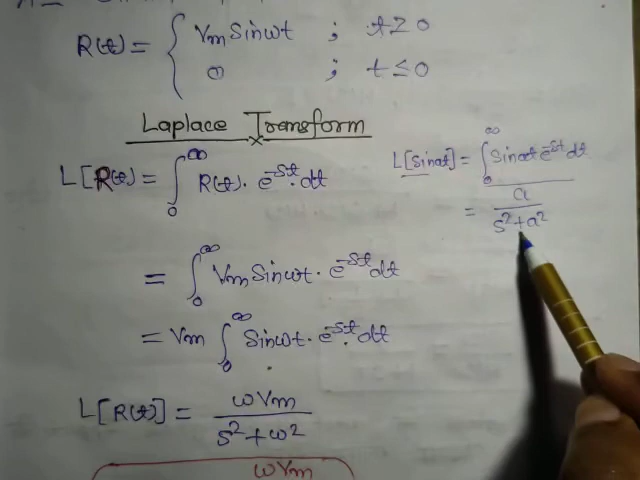 R(t) = { Vm Sinωt ; t ≥ 0
0 ; t ≤ 0
Laplace Transform
L[R(t)] = ∫₀^∞ R(t) · e^-st · dt
= ∫₀^∞ Vm Sinωt · e^-st dt
= Vm ∫₀^∞ Sinωt · e^-st · dt
L[R(t)] = ωVm / s²+ω²
ωVm
L[Sinat] = ∫₀^∞ Sinat e^-st dt
= a / s²+a²